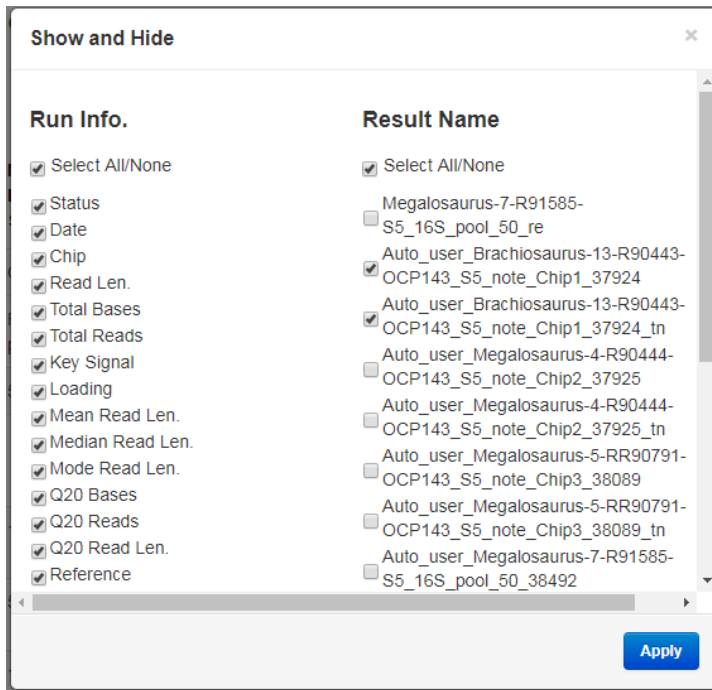 Show and Hide
×
Run Info.
Select All/None
Status
Date
Chip
Read Len.
Total Bases
Total Reads
Key Signal
Loading
Mean Read Len.
Median Read Len.
Mode Read Len.
Q20 Bases
Q20 Reads
Q20 Read Len.
Reference
Result Name
Select All/None
Megalosaurus-7-R91585-
S5_16S_pool_50_re
Auto_user_Brachiosaurus-13-R90443-
OCP143_S5_note_Chip1_37924
Auto_user_Brachiosaurus-13-R90443-
OCP143_S5_note_Chip1_37924_tn
Auto_user_Megalosaurus-4-R90444-
OCP143_S5_note_Chip2_37925
Auto_user_Megalosaurus-4-R90444-
OCP143_S5_note_Chip2_37925_tn
Auto_user_Megalosaurus-5-RR90791-
OCP143_S5_note_Chip3_38089
Auto_user_Megalosaurus-5-RR90791-
OCP143_S5_note_Chip3_38089_tn
Auto_user_Megalosaurus-7-R91585-
S5_16S_pool_50_38492
Apply